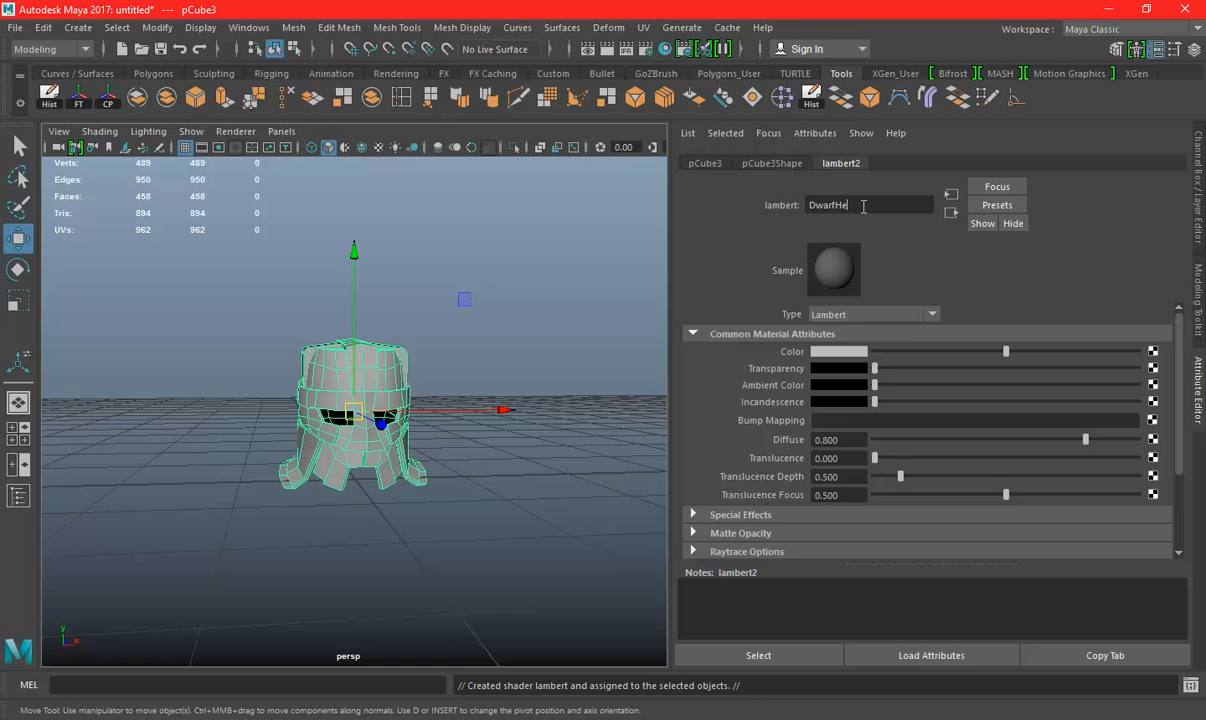 Autodesk Maya 2017: untitled* --- pCube3
File Edit Create Select Modify Display Windows Mesh Edit Mesh Mesh Tools Mesh Display Curves Surfaces Deform UV Generate Cache Help
Workspace : Maya Classic
Modeling No Live Surface Sign In
Curves / Surfaces Polygons Sculpting Rigging Animation Rendering FX FX Caching Custom Bullet GoZBrush Polygons_User TURTLE Tools XGen_User Bifrost MASH Motion Graphics XGen
Hist FT CP Hist
View Shading Lighting Show Renderer Panels
0.00
Verts: 489 489 0
Edges: 950 950 0
Faces: 458 458 0
Tris: 894 894 0
UVs: 962 962 0
y
x
persp
List Selected Focus Attributes Show Help
pCube3 pCube3Shape lambert2
lambert: DwarfHe
Focus
Presets
Show Hide
Sample
Type Lambert
Common Material Attributes
Color
Transparency
Ambient Color
Incandescence
Bump Mapping
Diffuse 0.800
Translucence 0.000
Translucence Depth 0.500
Translucence Focus 0.500
Special Effects
Matte Opacity
Raytrace Options
Notes: lambert2
Select Load Attributes Copy Tab
Channel Box / Layer Editor
Modeling Toolkit
Attribute Editor
MEL // Created shader lambert and assigned to the selected objects. //
Move Tool: Use manipulator to move object(s). Ctrl+MMB+drag to move components along normals. Use D or INSERT to change the pivot position and axis orientation.